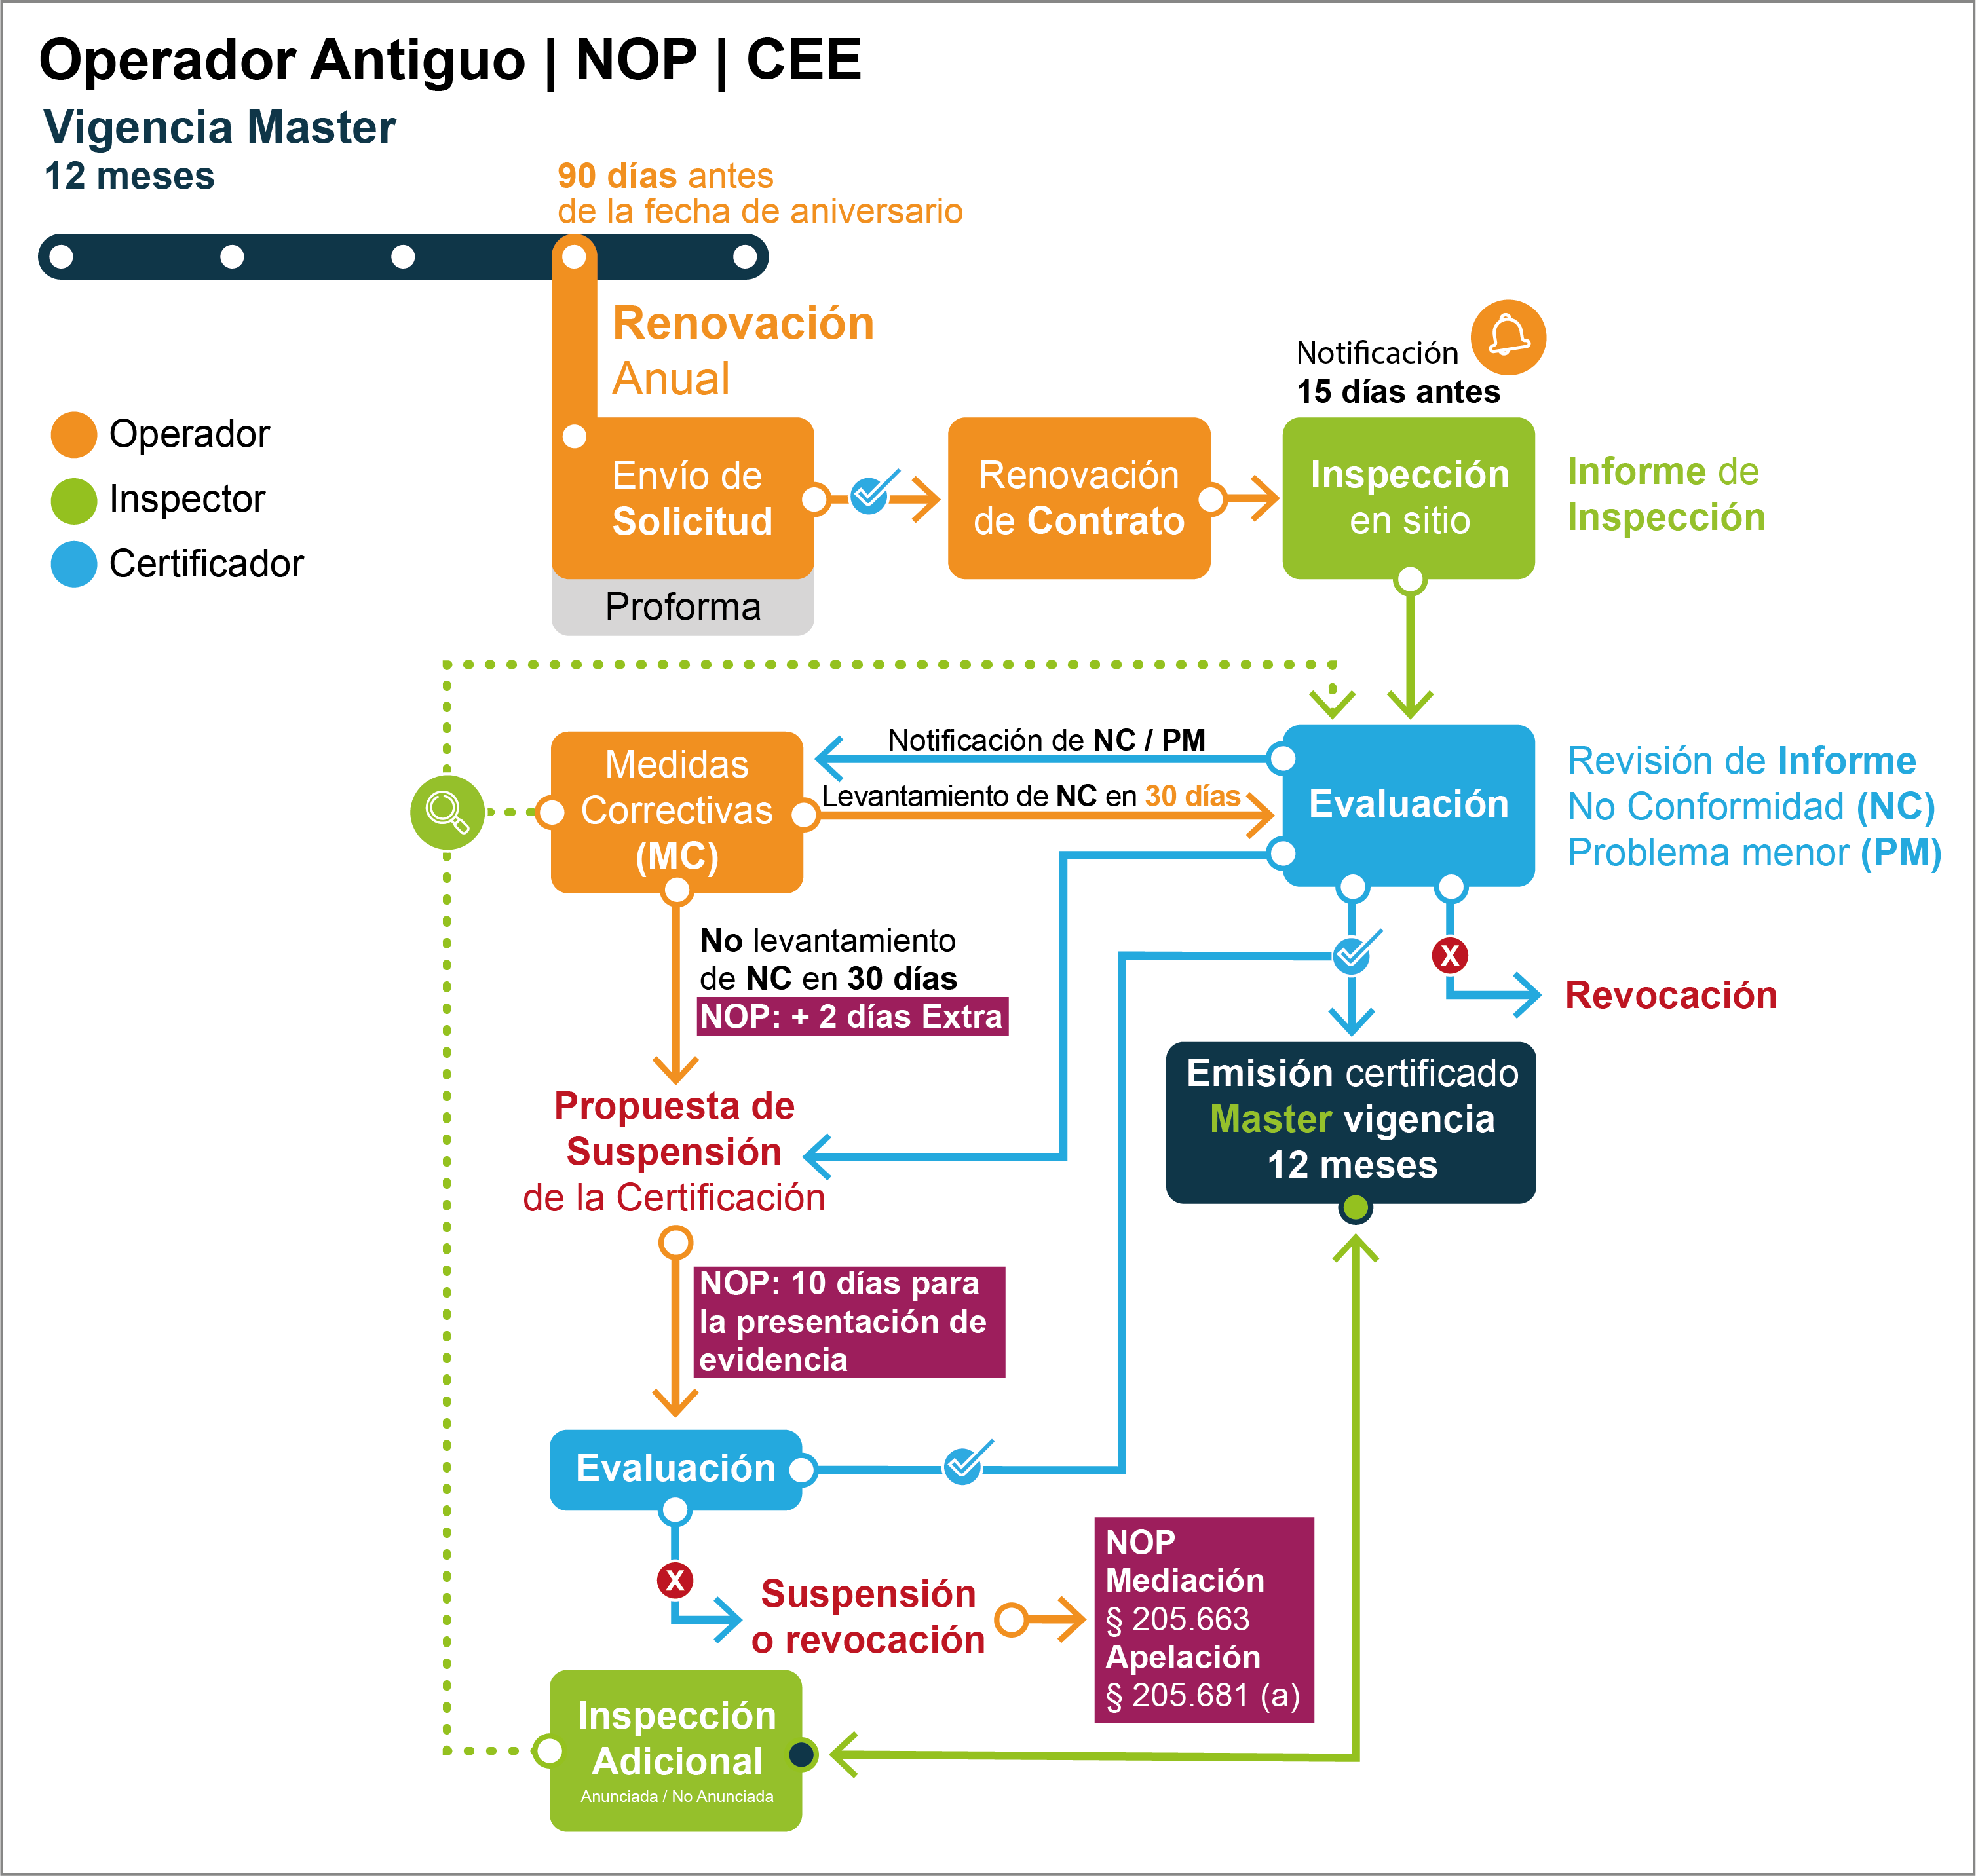 Operador Antiguo | NOP | CEE
Vigencia Master
12 meses
90 días antes
de la fecha de aniversario
Renovación
Anual
Notificación
15 días antes
Operador
Inspector
Certificador
Envío de
Solicitud
Proforma
Renovación
de Contrato
Inspección
en sitio
Informe de
Inspección
Medidas
Correctivas
(MC)
Notificación de NC / PM
Levantamiento de NC en 30 días
Evaluación
Revisión de Informe
No Conformidad (NC)
Problema menor (PM)
No levantamiento
de NC en 30 días
NOP: + 2 días Extra
X
Revocación
Propuesta de
Suspensión
de la Certificación
Emisión certificado
Master vigencia
12 meses
NOP: 10 días para
la presentación de
evidencia
Evaluación
X
Suspensión
o revocación
NOP
Mediación
§ 205.663
Apelación
§ 205.681 (a)
Inspección
Adicional
Anunciada / No Anunciada